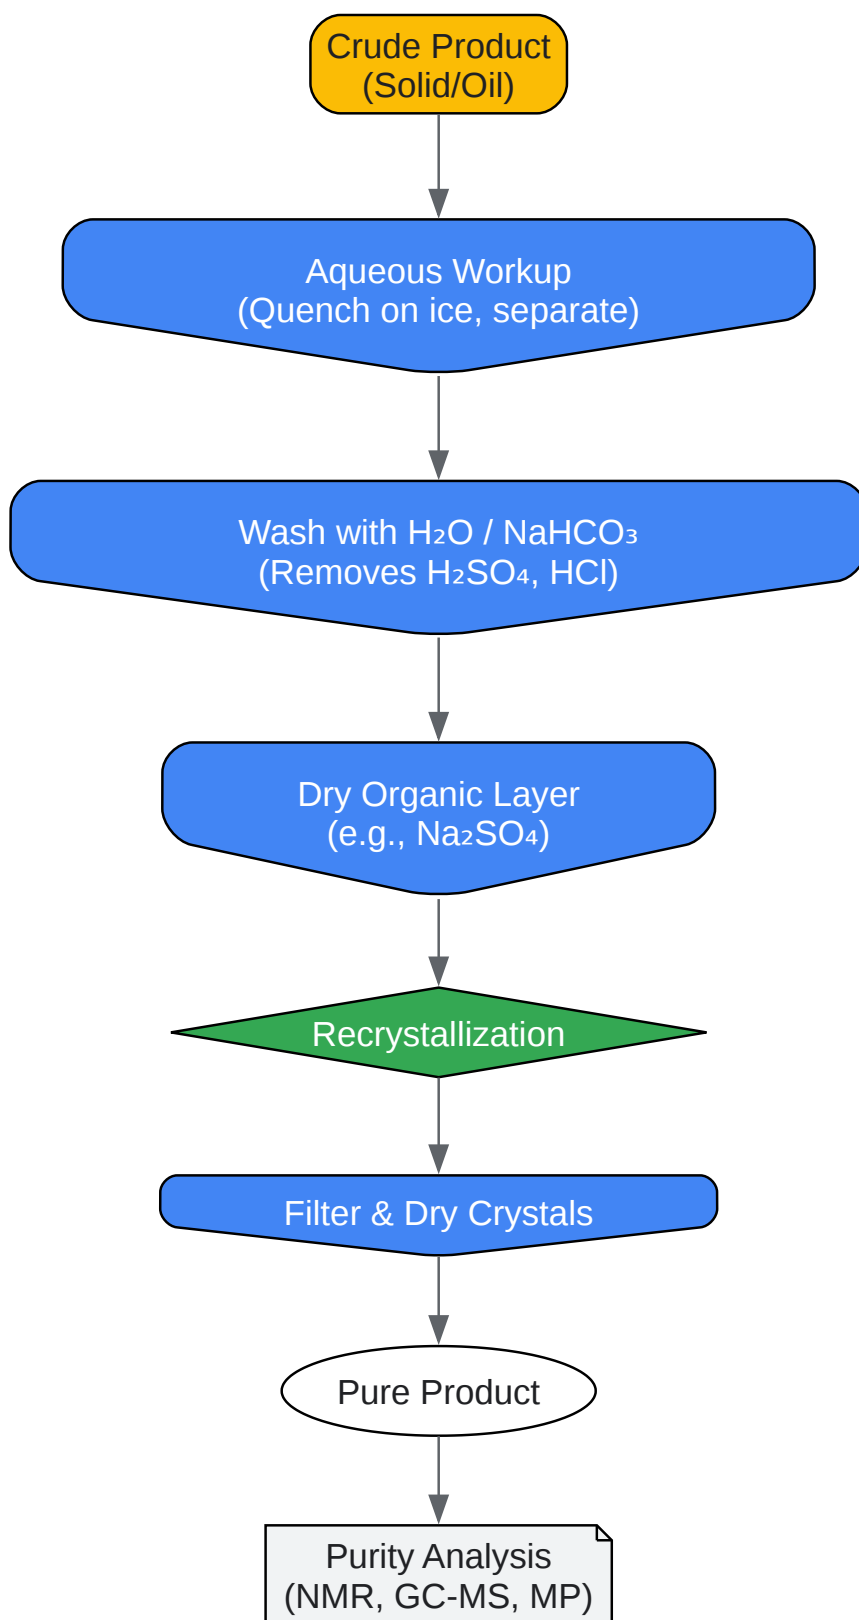 Crude Product
(Solid/Oil)
Aqueous Workup
(Quench on ice, separate)
Wash with H₂O / NaHCO₃
(Removes H₂SO₄, HCl)
Dry Organic Layer
(e.g., Na₂SO₄)
Recrystallization
Filter & Dry Crystals
Pure Product
Purity Analysis
(NMR, GC-MS, MP)